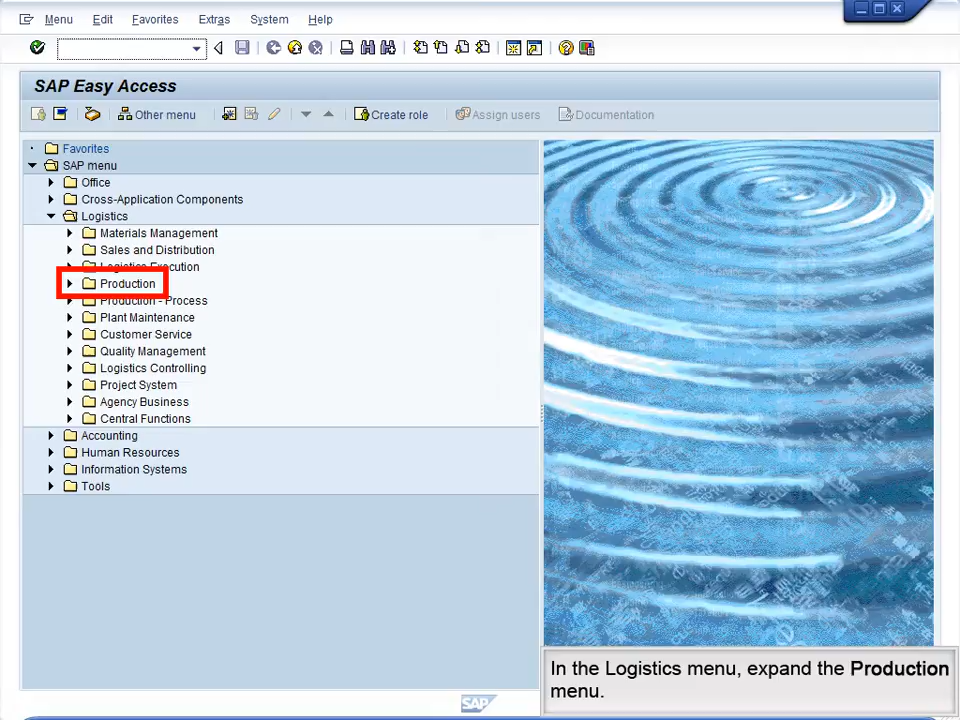 Menu Edit Favorites Extras System Help
SAP Easy Access
Other menu Create role Assign users Documentation
Favorites
SAP menu
Office
Cross-Application Components
Logistics
Materials Management
Sales and Distribution
Logistics Execution
Production
Production - Process
Plant Maintenance
Customer Service
Quality Management
Logistics Controlling
Project System
Agency Business
Central Functions
Accounting
Human Resources
Information Systems
Tools
In the Logistics menu, expand the Production
menu.
SAP